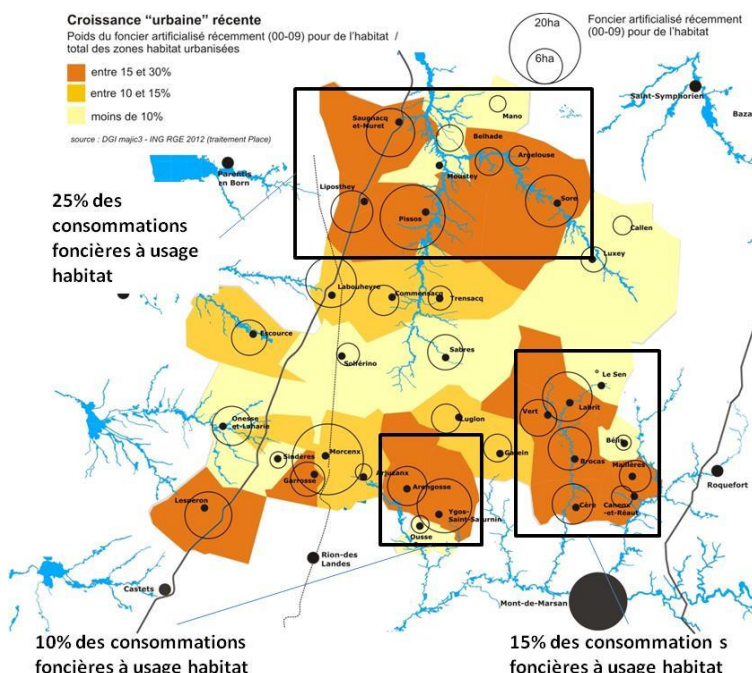 Croissance "urbaine" récente
Poids du foncier artificialisé récemment (00-09) pour de l'habitat /
total des zones habitat urbanisées
entre 15 et 30%
entre 10 et 15%
moins de 10%
source : DGI majic3 - ING RGE 2012 (traitement Place)
20ha
6ha
Foncier artificialisé récemment
(00-09) pour de l'habitat
Saint-Symphorien
Baza
Mano
Saugnacq
et-Muret
Belhade
Argelouse
Moustey
Parentis
en Born
Liposthey
Pissos
Sore
25% des
consommations
foncières à usage
habitat
Callen
Luxey
Labouheyre
Commensacq
Trensacq
Escource
Solférino
Sabres
Le Sen
Labrit
Vert
Luglon
Onesse
et-Laharie
Bélis
Sindères
Morcenx
Garein
Brocas
Maillères
Garrosse
Arjuzanx
Arengosse
Roquefort
Lesperon
Ygos-
Saint-Saturnin
Cère
Canenx
-et-Réaut
Ousse
Rion-des
Landes
Castets
Mont-de-Marsan
10% des consommations
foncières à usage habitat
15% des consommation s
foncières à usage habitat